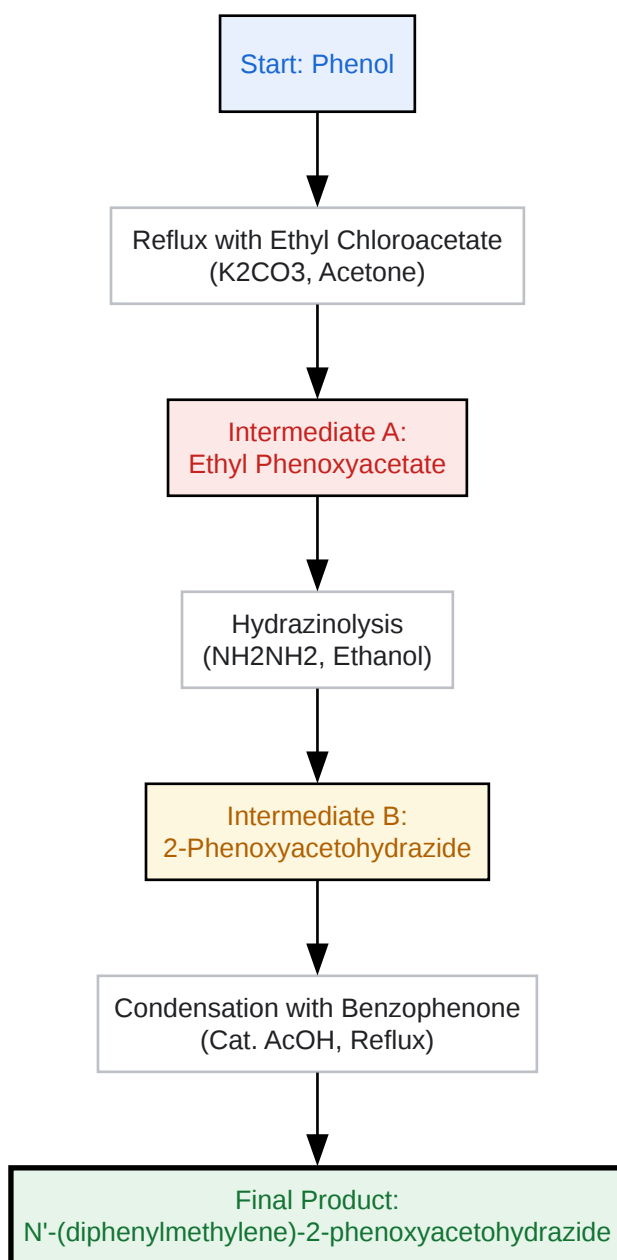 Start: Phenol
Reflux with Ethyl Chloroacetate
(K2CO3, Acetone)
Intermediate A:
Ethyl Phenoxyacetate
Hydrazinolysis
(NH2NH2, Ethanol)
Intermediate B:
2-Phenoxyacetohydrazide
Condensation with Benzophenone
(Cat. AcOH, Reflux)
Final Product:
N'-(diphenylmethylene)-2-phenoxyacetohydrazide